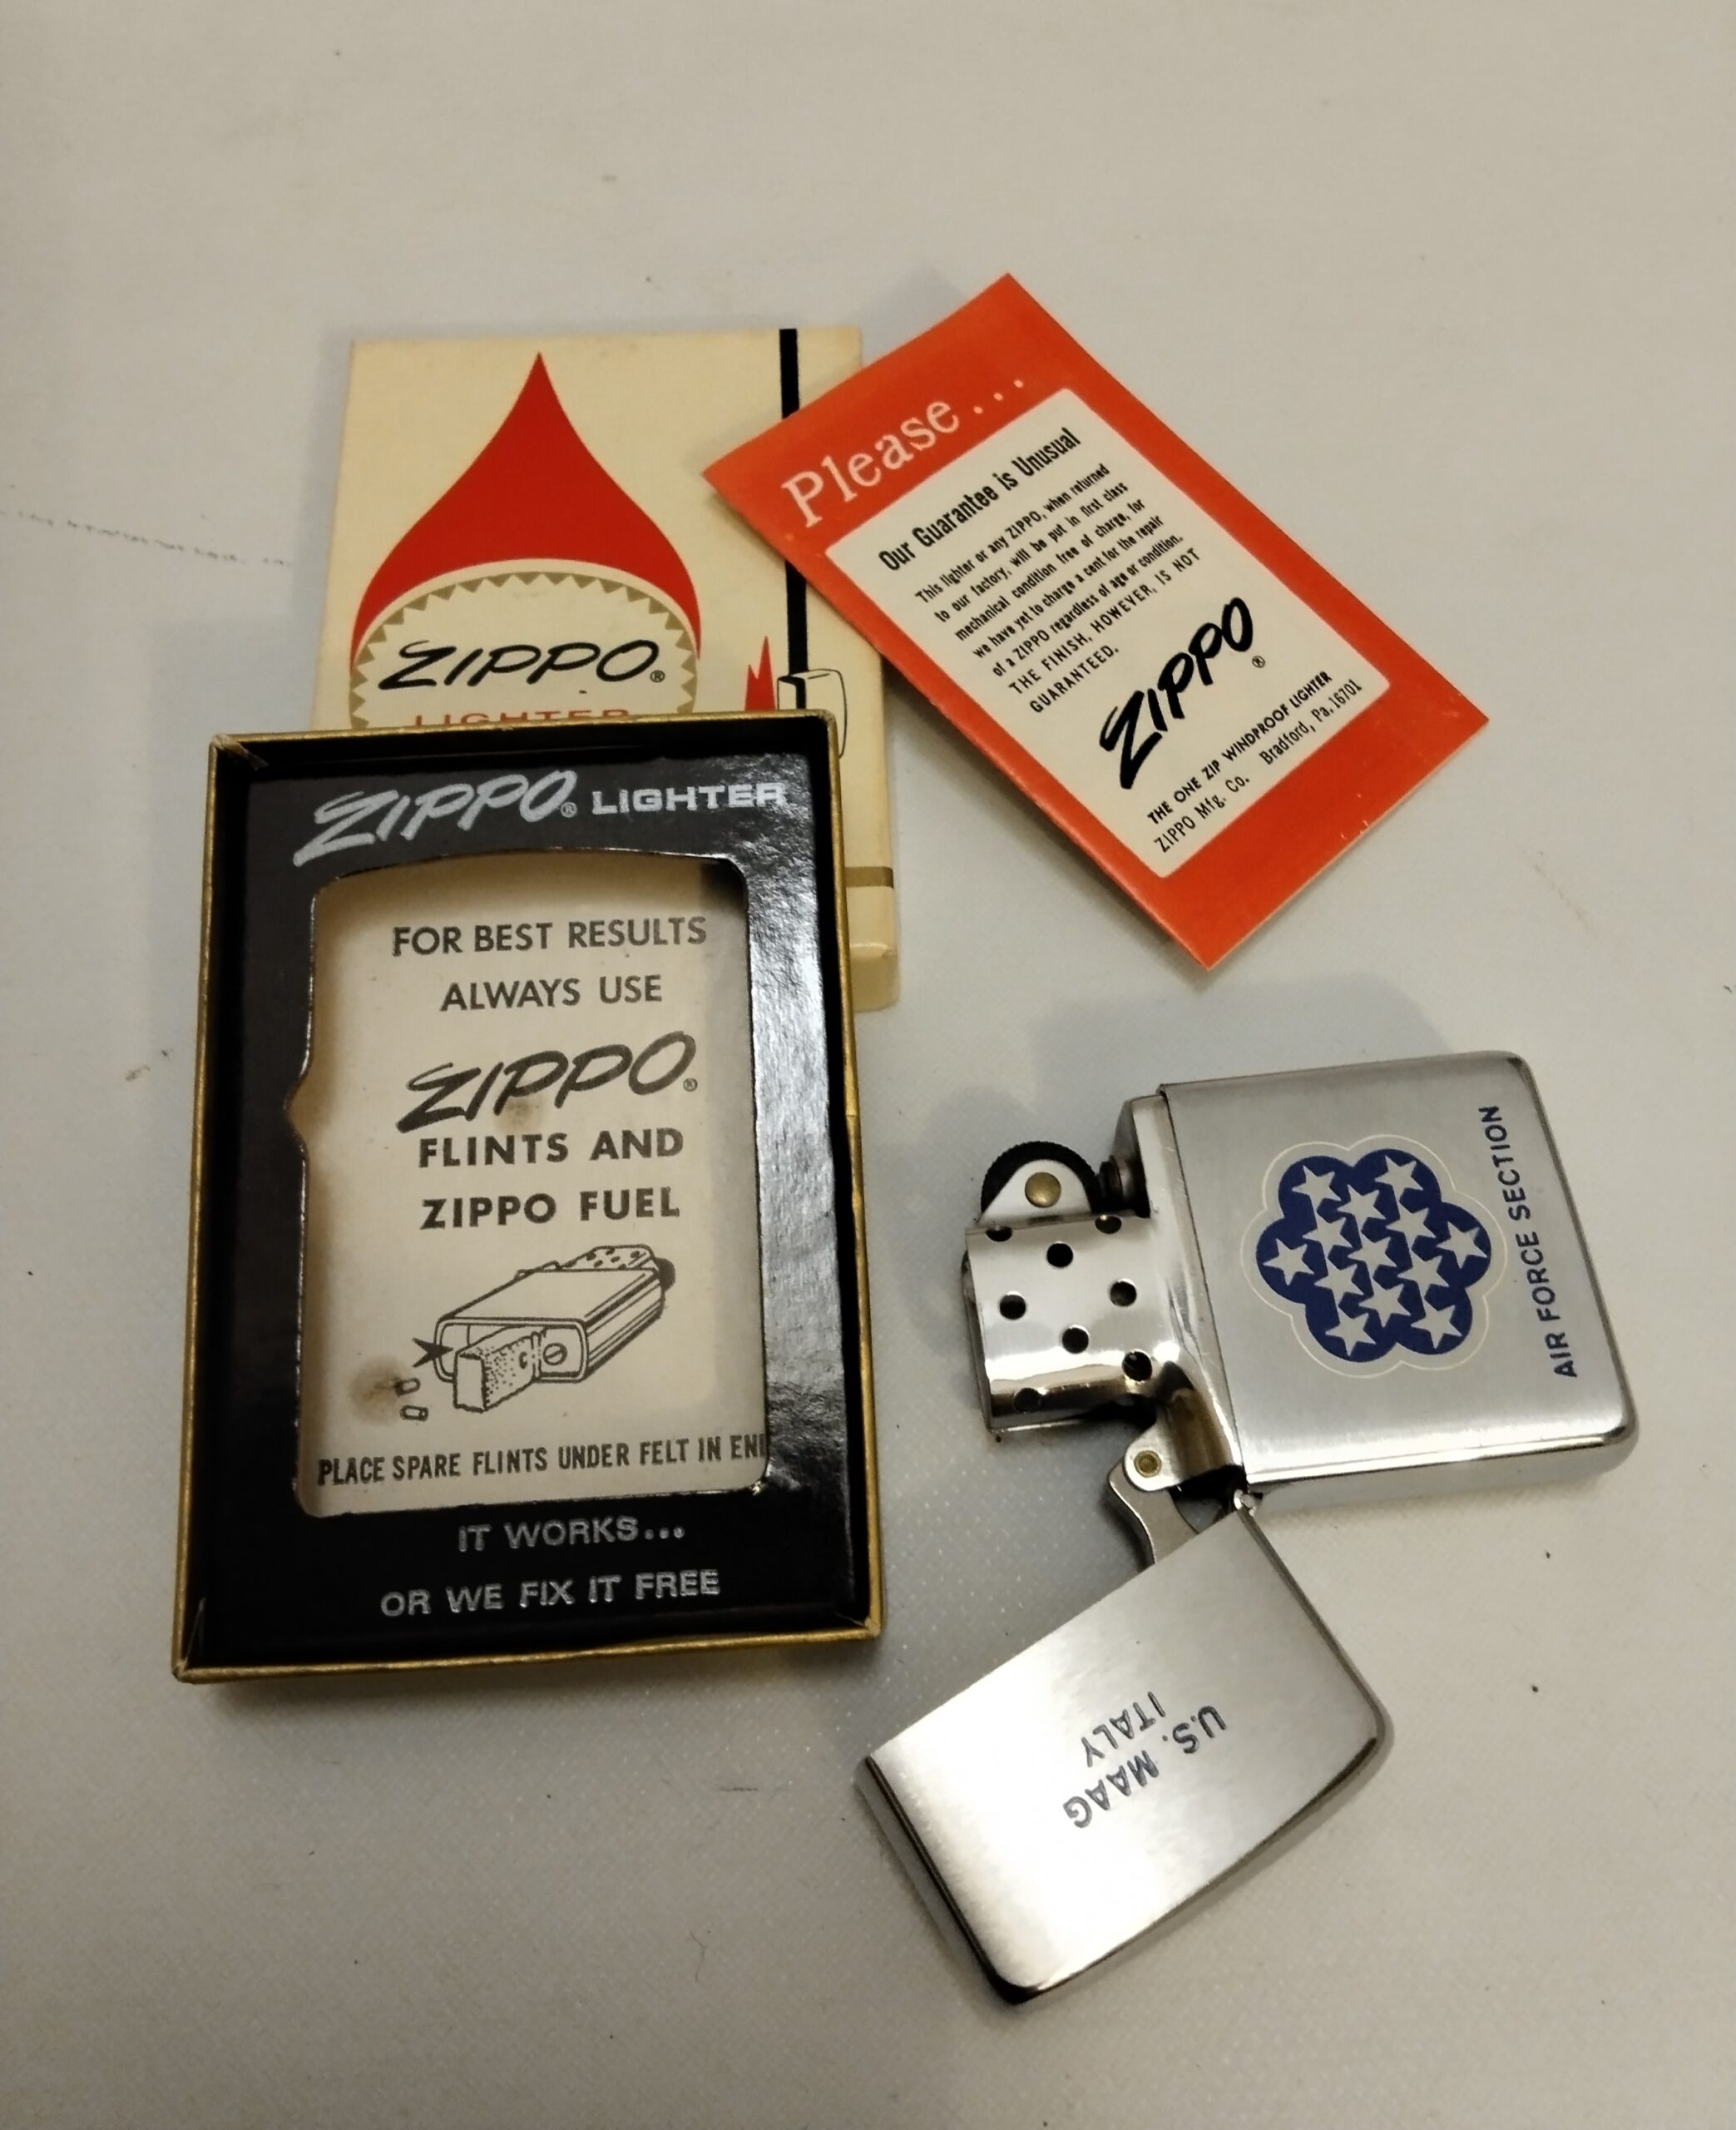 ZIPPO®
LIGHTER
Please...
Our Guarantee is Unusual
This lighter or any ZIPPO, when returned
to our factory, will be put in first class
mechanical condition free of charge, for
we have yet to charge a cent for the repair
of a ZIPPO regardless of age or condition.
THE FINISH, HOWEVER, IS NOT
GUARANTEED.
ZIPPO®
THE ONE ZIP WINDPROOF LIGHTER
ZIPPO Mfg. Co. Bradford, Pa. 16701
ZIPPO® LIGHTER
FOR BEST RESULTS
ALWAYS USE
ZIPPO®
FLINTS AND
ZIPPO FUEL
PLACE SPARE FLINTS UNDER FELT IN EN
IT WORKS...
OR WE FIX IT FREE
AIR FORCE SECTION
U.S. MAAG
ITALY